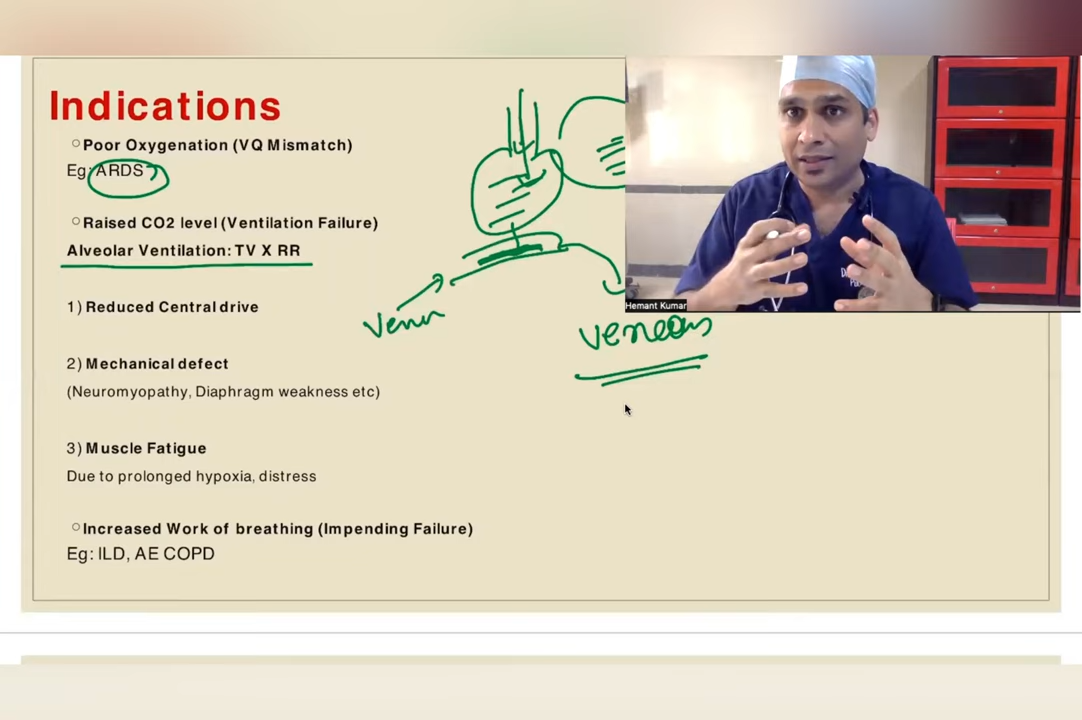 Indications
Poor Oxygenation (VQ Mismatch)
Eg: ARDS
Raised CO2 level (Ventilation Failure)
Alveolar Ventilation: TV X RR
1) Reduced Central drive
2) Mechanical defect
(Neuromyopathy, Diaphragm weakness etc)
3) Muscle Fatigue
Due to prolonged hypoxia, distress
Increased Work of breathing (Impending Failure)
Eg: ILD, AE COPD
Hemant Kumar